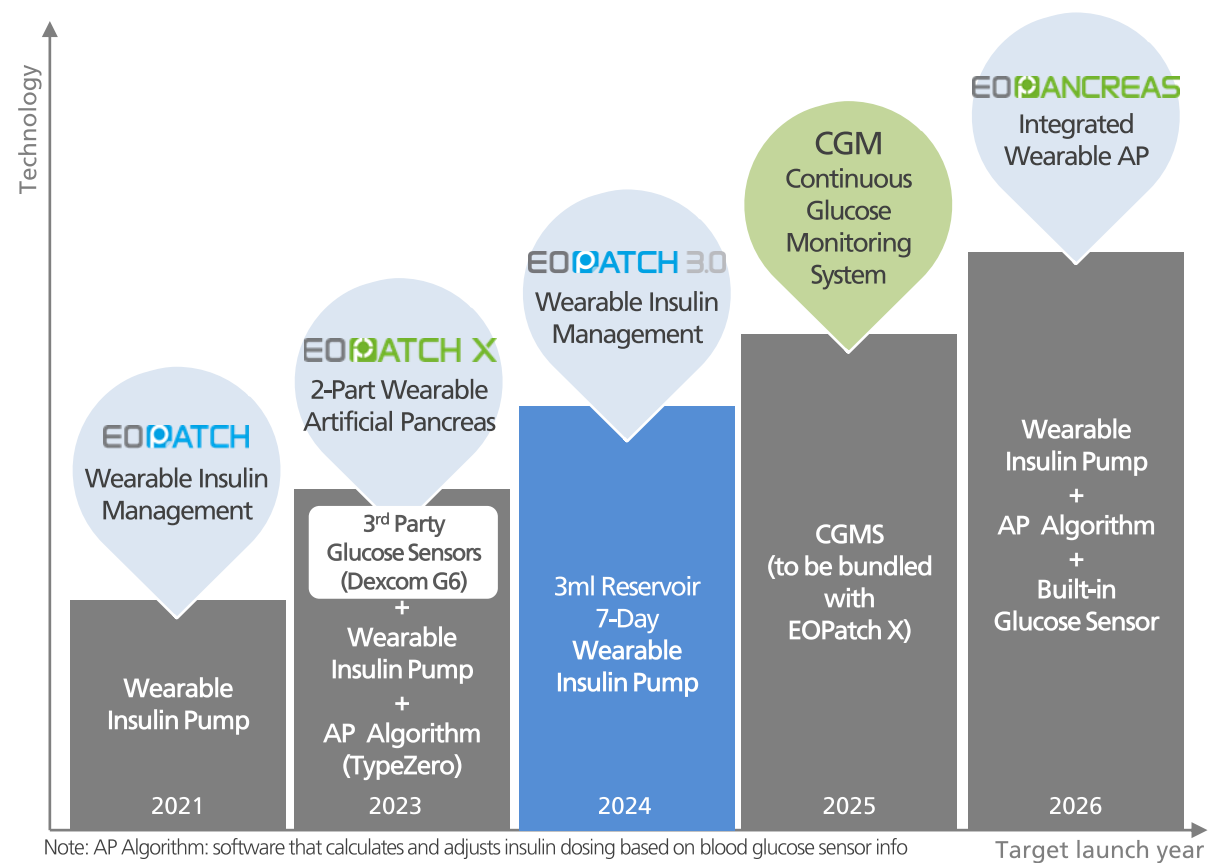 Technology
EOPATCH
Wearable Insulin
Management
Wearable
Insulin Pump
2021
EOPATCH X
2-Part Wearable
Artificial Pancreas
3rd Party
Glucose Sensors
(Dexcom G6)
+
Wearable
Insulin Pump
+
AP Algorithm
(TypeZero)
2023
EOPATCH 3.0
Wearable Insulin
Management
3ml Reservoir
7-Day
Wearable
Insulin Pump
2024
CGM
Continuous
Glucose
Monitoring
System
CGMS
(to be bundled
with
EOPatch X)
2025
EOPANCREAS
Integrated
Wearable AP
Wearable
Insulin Pump
+
AP Algorithm
+
Built-in
Glucose Sensor
2026
Note: AP Algorithm: software that calculates and adjusts insulin dosing based on blood glucose sensor info
Target launch year